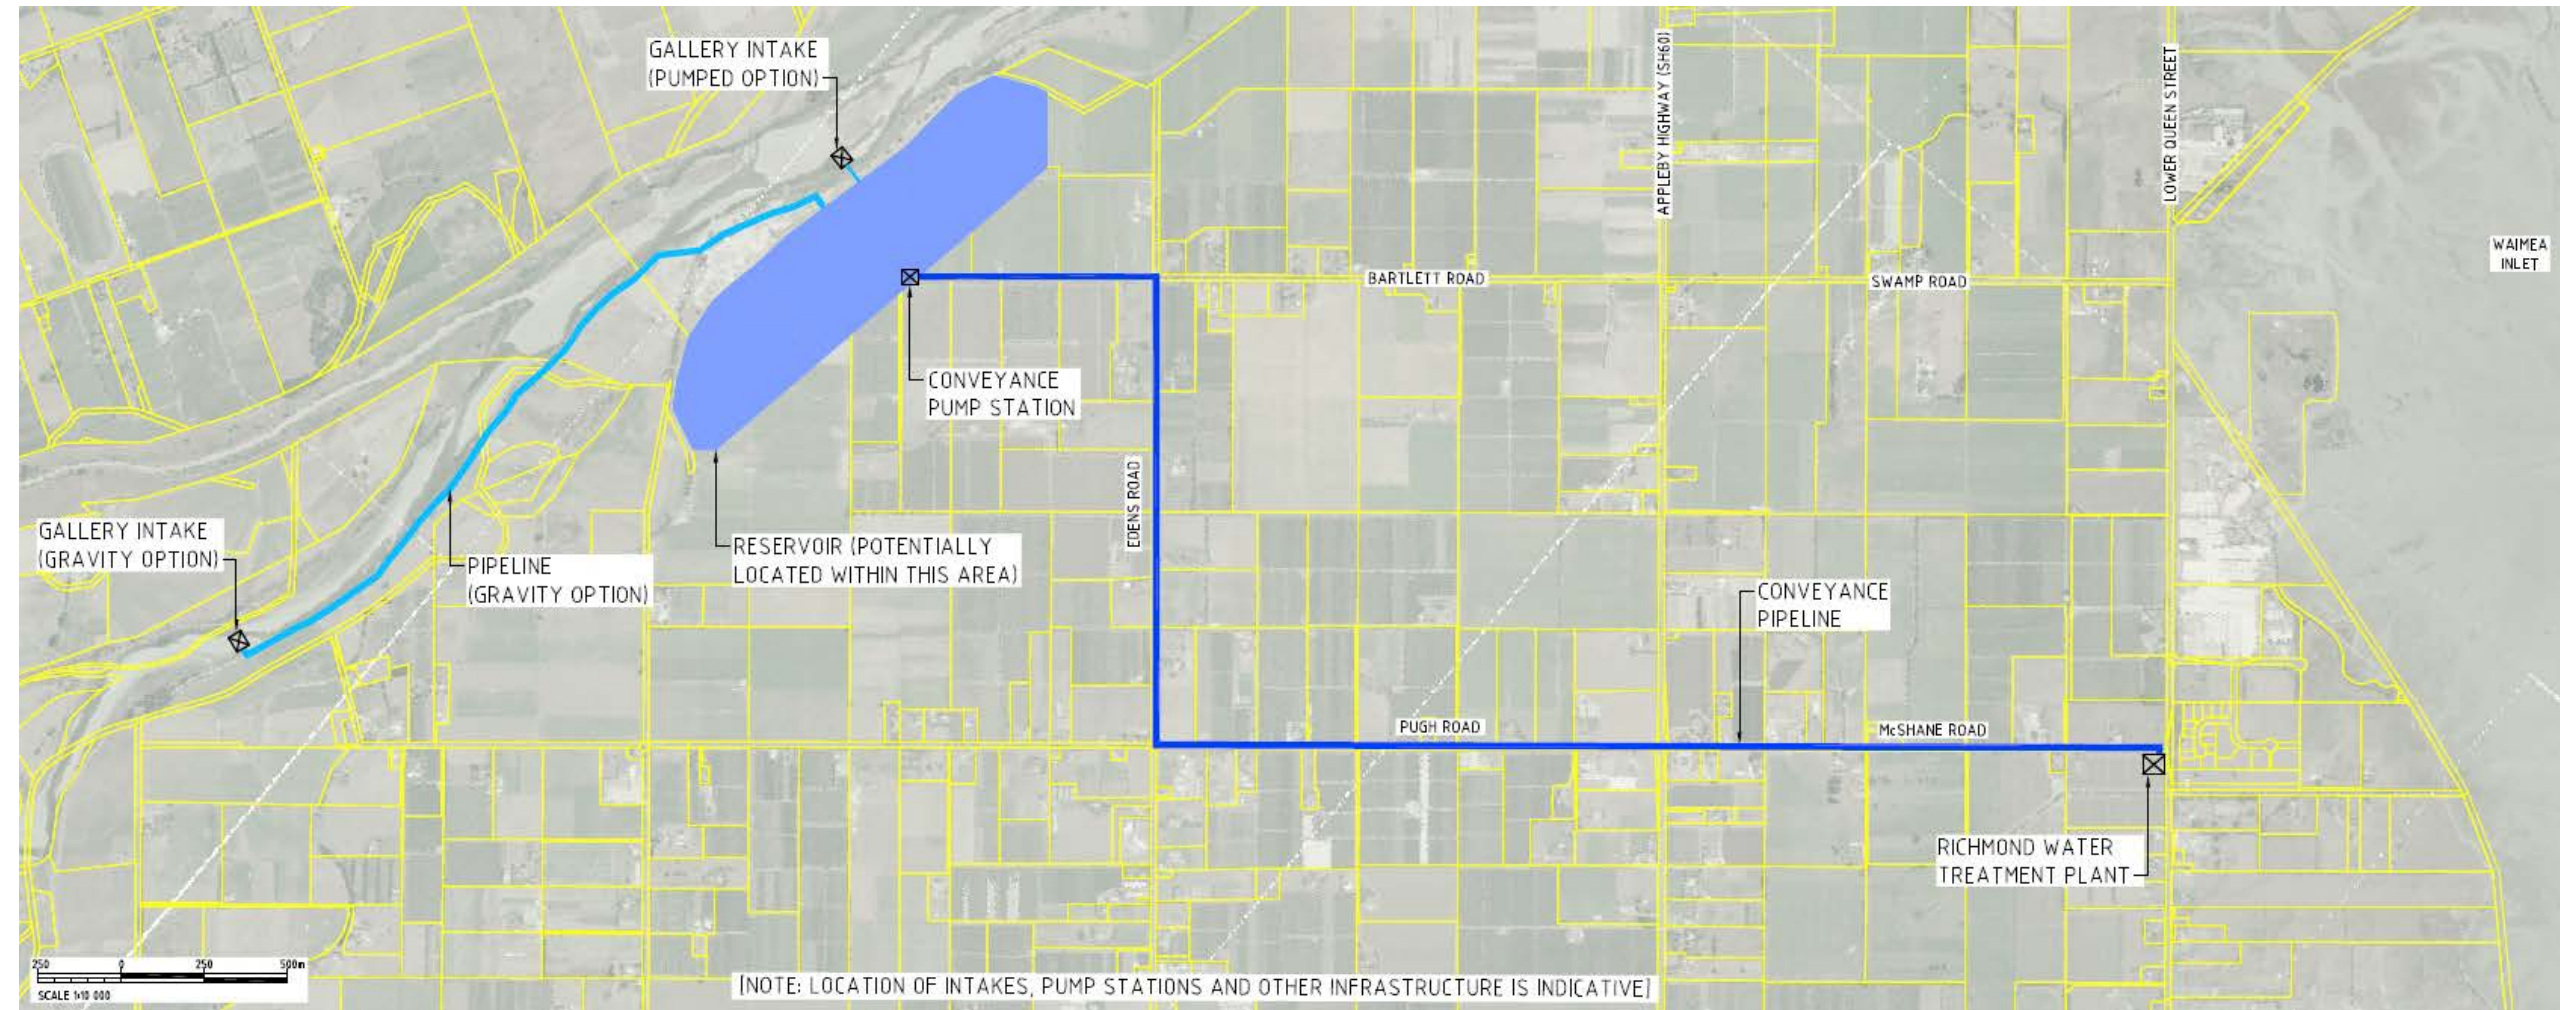 GALLERY INTAKE
(PUMPED OPTION)
APPLEBY HIGHWAY (SH60)
LOWER QUEEN STREET
WAIMEA
INLET
BARTLETT ROAD
SWAMP ROAD
CONVEYANCE
PUMP STATION
EDENS ROAD
GALLERY INTAKE
(GRAVITY OPTION)
PIPELINE
(GRAVITY OPTION)
RESERVOIR (POTENTIALLY
LOCATED WITHIN THIS AREA)
CONVEYANCE
PIPELINE
PUGH ROAD
McSHANE ROAD
RICHMOND WATER
TREATMENT PLANT
250 0 250 500m
SCALE 1:10 000
[NOTE: LOCATION OF INTAKES, PUMP STATIONS AND OTHER INFRASTRUCTURE IS INDICATIVE]